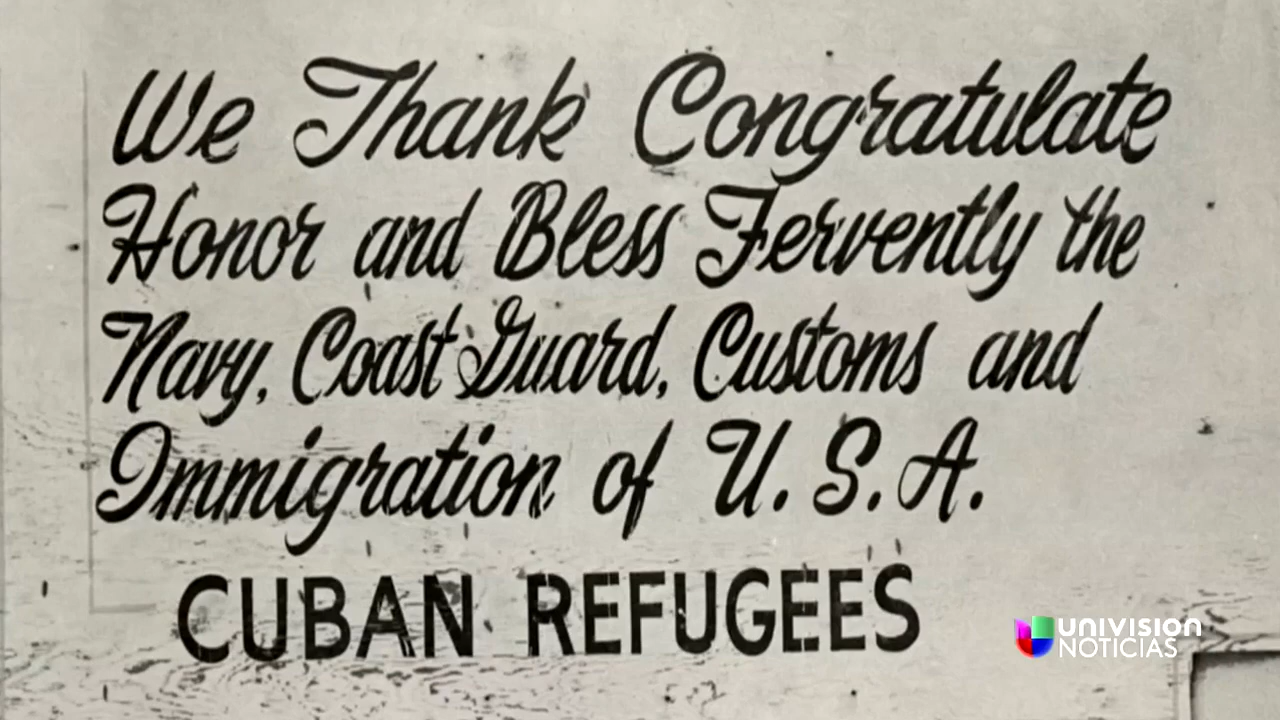 We Thank Congratulate
Honor and Bless Fervently the
Navy, Coast Guard, Customs and
Immigration of U.S.A.
CUBAN REFUGEES
UNIVISION
NOTICIAS